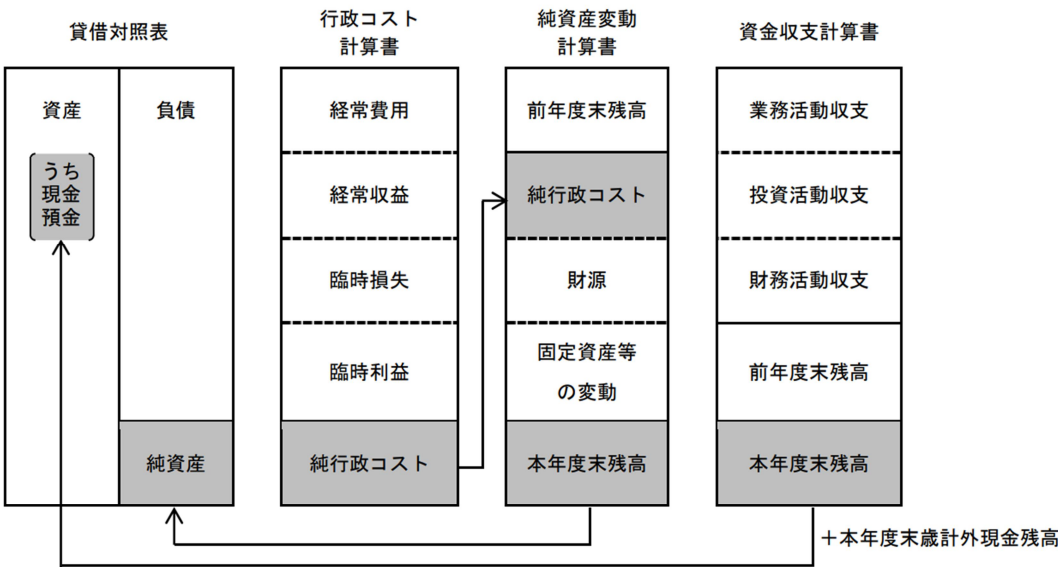 貸借対照表
行政コスト
計算書
純資産変動
計算書
資金収支計算書
資産
うち
現金
預金
負債
純資産
経常費用
経常収益
臨時損失
臨時利益
純行政コスト
前年度末残高
純行政コスト
財源
固定資産等
の変動
本年度末残高
業務活動収支
投資活動収支
財務活動収支
前年度末残高
本年度末残高
＋本年度末歳計外現金残高